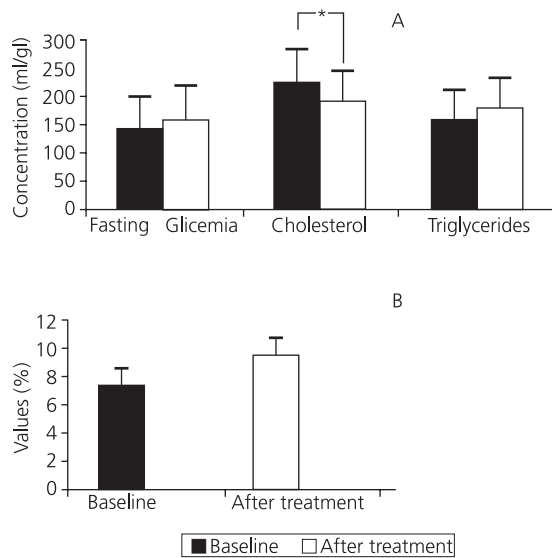 A
*
Concentration (ml/gl)
300
250
200
150
100
50
0
Fasting Glicemia Cholesterol Triglycerides
B
Values (%)
12
10
8
6
4
2
0
Baseline After treatment
Baseline After treatment